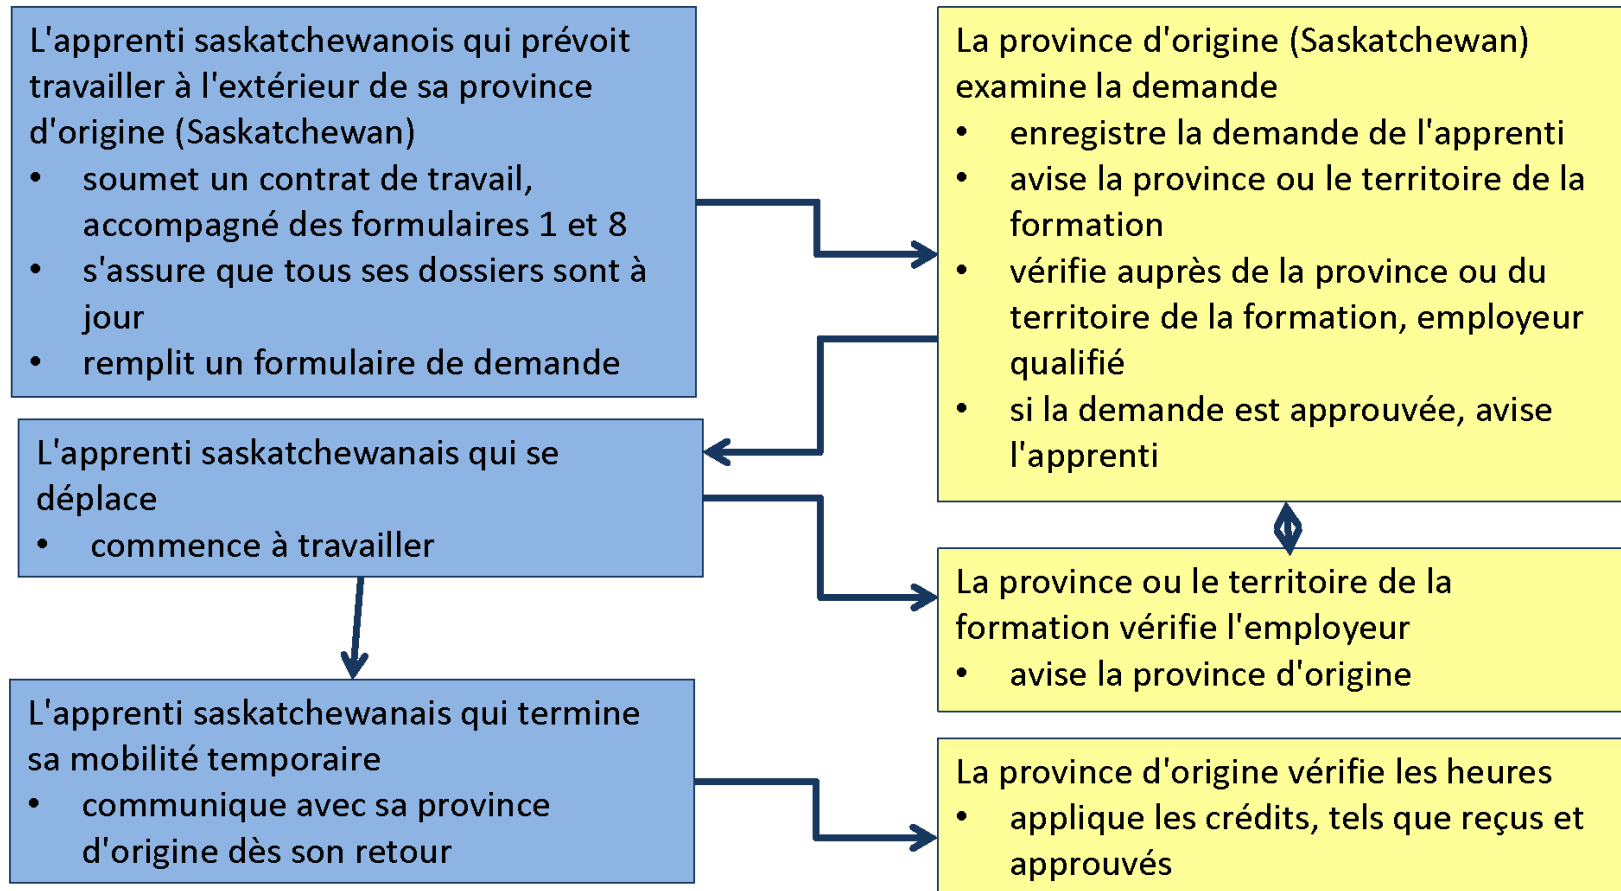 L'apprenti saskatchewanois qui prévoit
travailler à l'extérieur de sa province
d'origine (Saskatchewan)
• soumet un contrat de travail,
accompagné des formulaires 1 et 8
• s'assure que tous ses dossiers sont à
jour
• remplit un formulaire de demande
La province d'origine (Saskatchewan)
examine la demande
• enregistre la demande de l'apprenti
• avise la province ou le territoire de la
formation
• vérifie auprès de la province ou du
territoire de la formation, employeur
qualifié
• si la demande est approuvée, avise
l'apprenti
L'apprenti saskatchewanais qui se
déplace
• commence à travailler
La province ou le territoire de la
formation vérifie l'employeur
• avise la province d'origine
L'apprenti saskatchewanais qui termine
sa mobilité temporaire
• communique avec sa province
d'origine dès son retour
La province d'origine vérifie les heures
• applique les crédits, tels que reçus et
approuvés